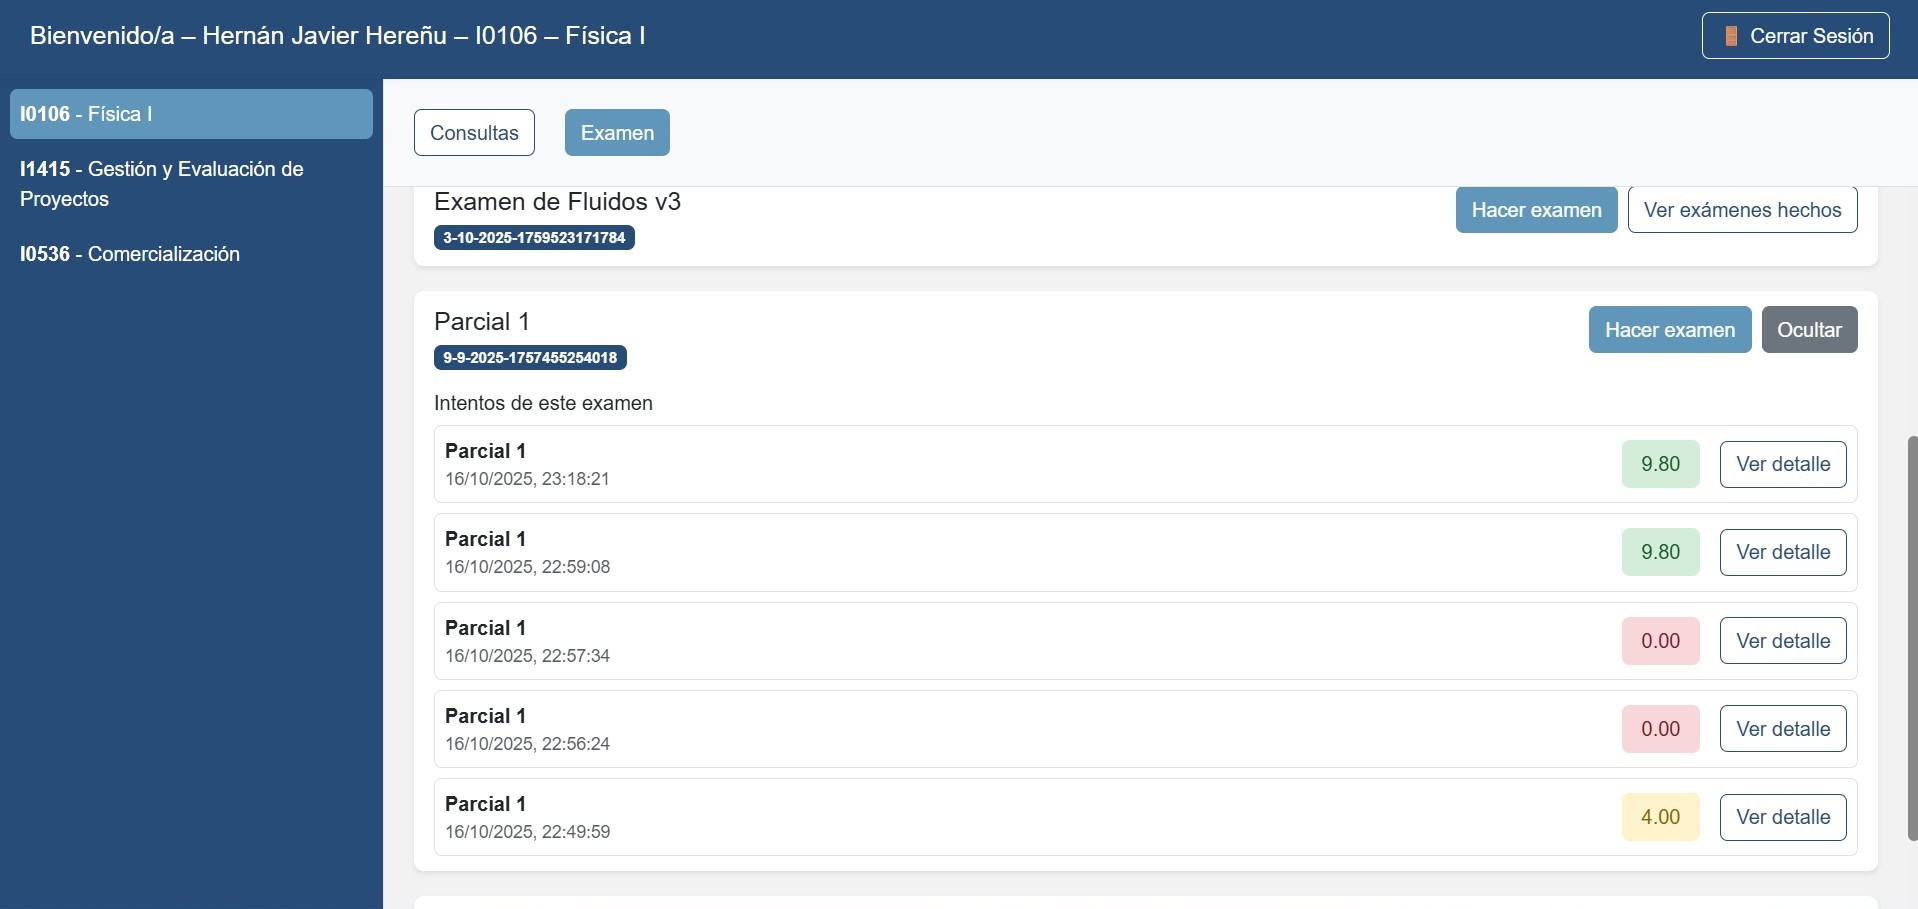 Bienvenido/a – Hernán Javier Hereñu – I0106 – Física I
Cerrar Sesión
I0106 - Física I
I1415 - Gestión y Evaluación de
Proyectos
I0536 - Comercialización
Consultas
Examen
Examen de Fluidos v3
3-10-2025-1759523171784
Hacer examen
Ver exámenes hechos
Parcial 1
9-9-2025-1757455254018
Hacer examen
Ocultar
Intentos de este examen
Parcial 1
16/10/2025, 23:18:21
9.80
Ver detalle
Parcial 1
16/10/2025, 22:59:08
9.80
Ver detalle
Parcial 1
16/10/2025, 22:57:34
0.00
Ver detalle
Parcial 1
16/10/2025, 22:56:24
0.00
Ver detalle
Parcial 1
16/10/2025, 22:49:59
4.00
Ver detalle